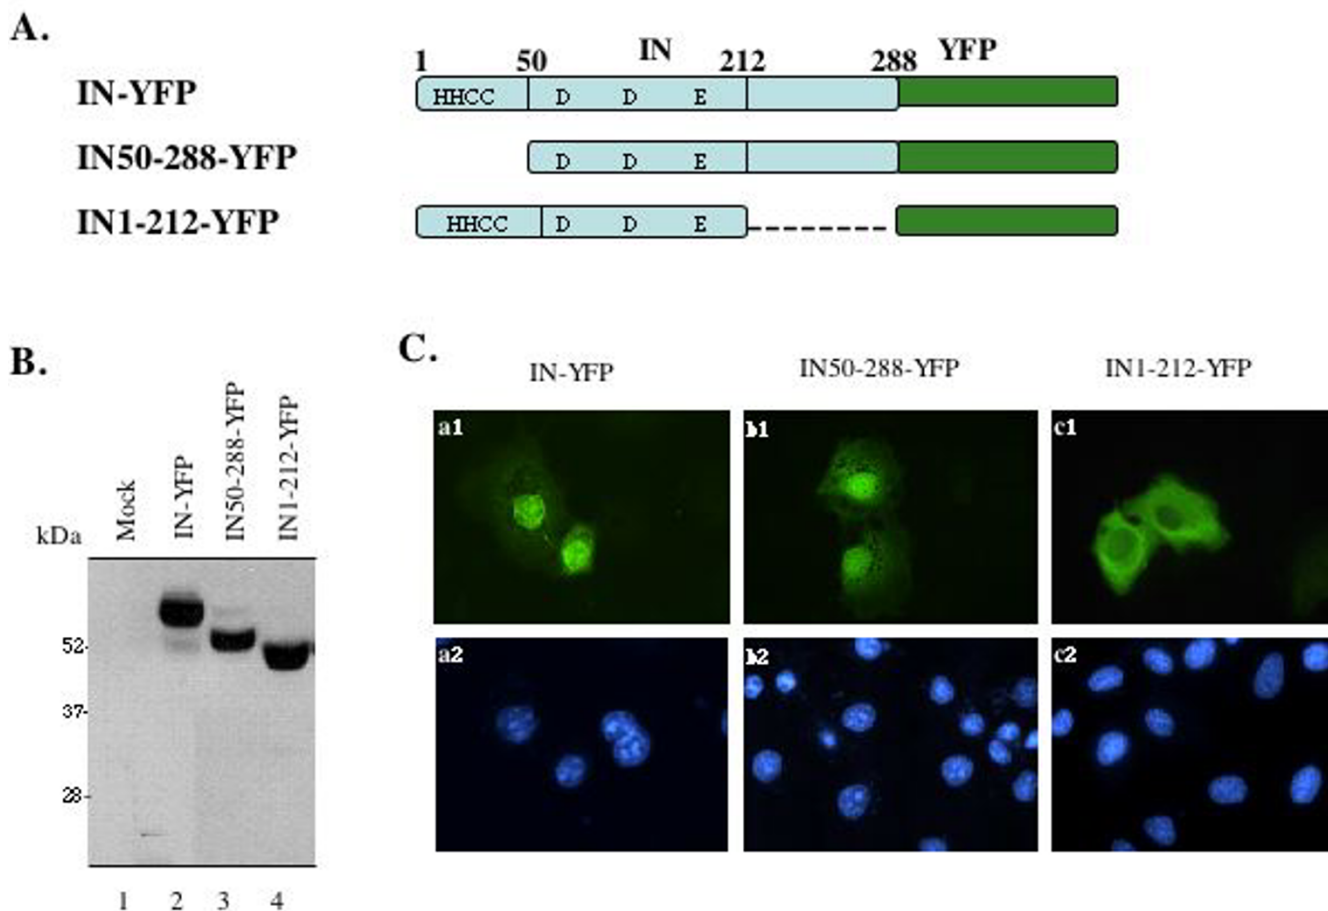 A.
IN YFP
1 50 212 288
IN-YFP HHCC D D E
IN50-288-YFP D D E
IN1-212-YFP HHCC D D E
B.
kDa Mock IN-YFP IN50-288-YFP IN1-212-YFP
52-
37-
28-
1 2 3 4
C.
IN-YFP IN50-288-YFP IN1-212-YFP
a1 b1 c1
a2 b2 c2